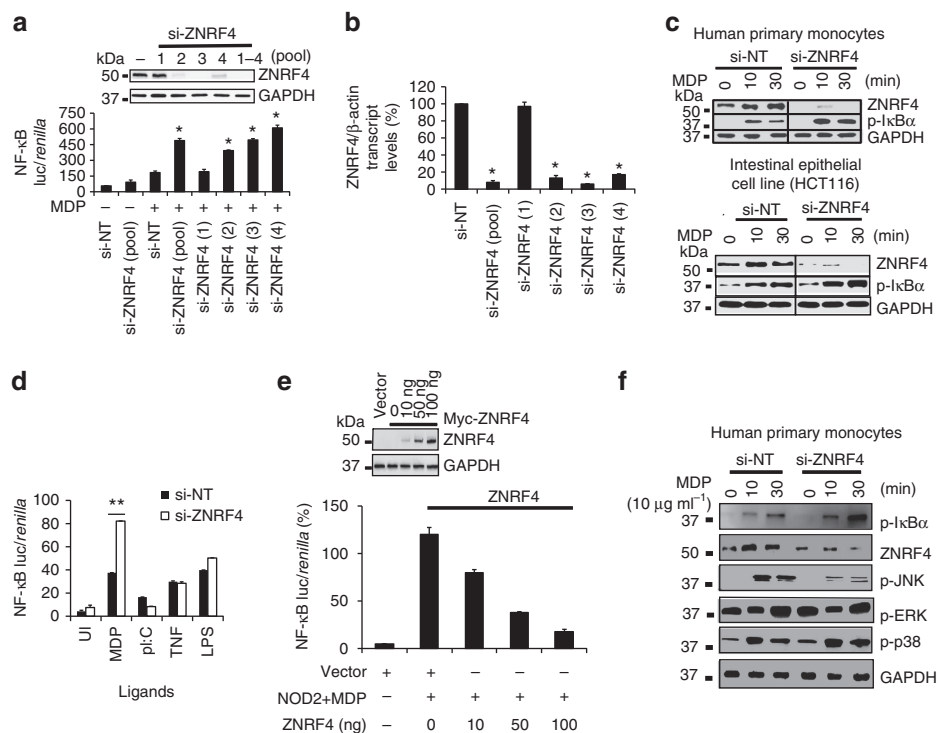 a
si-ZNRF4
kDa – 1 2 3 4 1–4 (pool)
50 ZNRF4
37 GAPDH
NF-κB luc/renilla
750
600
450
300
150
0
MDP – – + + + + + +
si-NT
si-ZNRF4 (pool)
si-NT
si-ZNRF4 (pool)
si-ZNRF4 (1)
si-ZNRF4 (2)
si-ZNRF4 (3)
si-ZNRF4 (4)
* * * *
b
ZNRF4/β-actin transcript levels (%)
120
100
80
60
40
20
0
* * * *
si-NT
si-ZNRF4 (pool)
si-ZNRF4 (1)
si-ZNRF4 (2)
si-ZNRF4 (3)
si-ZNRF4 (4)
c
Human primary monocytes
si-NT si-ZNRF4
MDP 0 10 30 0 10 30 (min)
kDa
50 ZNRF4
37 p-IκBα
37 GAPDH
Intestinal epithelial
cell line (HCT116)
si-NT si-ZNRF4
MDP 0 10 30 0 10 30 (min)
kDa
50 ZNRF4
37 p-IκBα
37 GAPDH
d
NF-κB luc/renilla
100
80
60
40
20
0
**
si-NT
si-ZNRF4
UI
MDP
pI:C
TNF
LPS
Ligands
e
Vector
0
10 ng
50 ng
100 ng
Myc-ZNRF4
kDa
50 ZNRF4
37 GAPDH
ZNRF4
NF-κB luc/renilla (%)
150
100
50
0
Vector + + – – –
NOD2+MDP – + + + +
ZNRF4 (ng) – 0 10 50 100
f
Human primary monocytes
si-NT si-ZNRF4
MDP 0 10 30 0 10 30 (min)
(10 µg ml−1)
37 p-IκBα
50 ZNRF4
37 p-JNK
37 p-ERK
37 p-p38
37 GAPDH